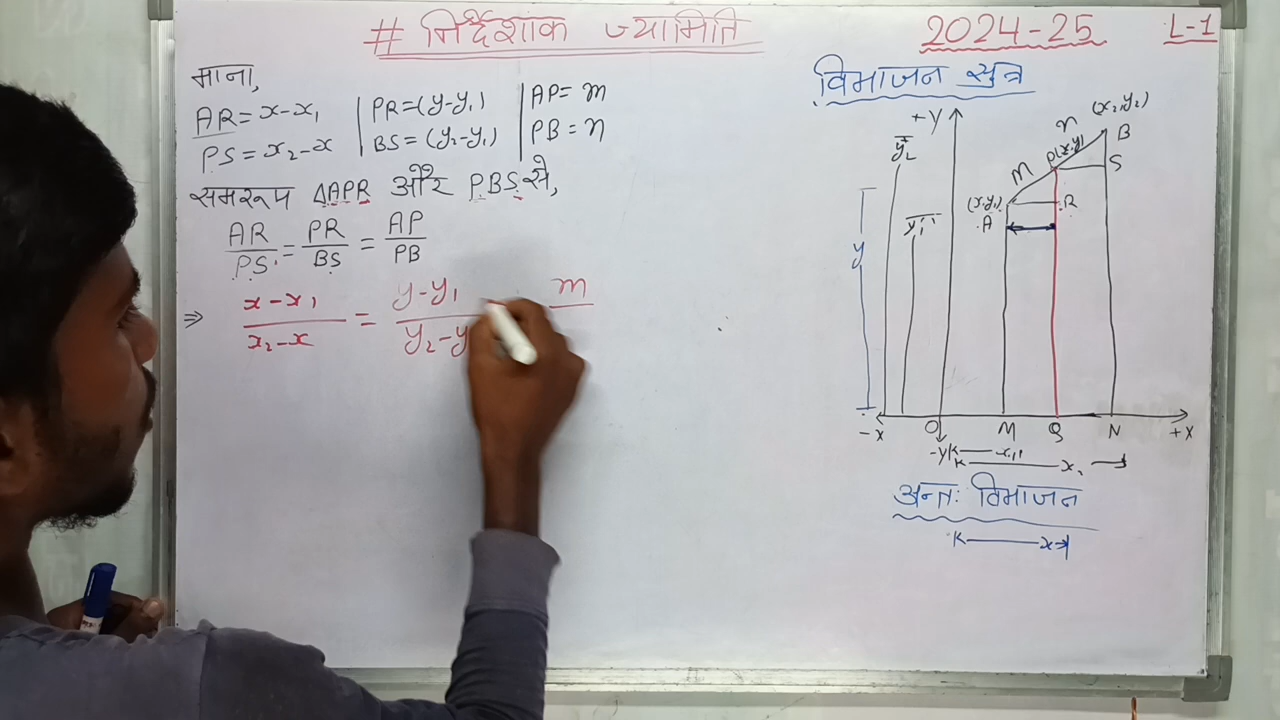 # निर्देशाक ज्यामिति
2024-25
L-1
माना,
AR = x-x₁ | PR = (y-y₁) | AP = m
PS = x₂-x | BS = (y₂-y₁) | PB = n
समरूप ΔAPR और PBS से,
AR/PS = PR/BS = AP/PB
⇒ x-x₁/x₂-x = y-y₁/y₂-y m
विभाजन सुत्र
+y
(x₂,y₂)
y₂
n
B
P(x,y)
S
m
(x,y₁)
R
A
y₁
y
-x
O
M
Q
N
+x
-y
x₁
x₂
अन्तः विभाजन
x